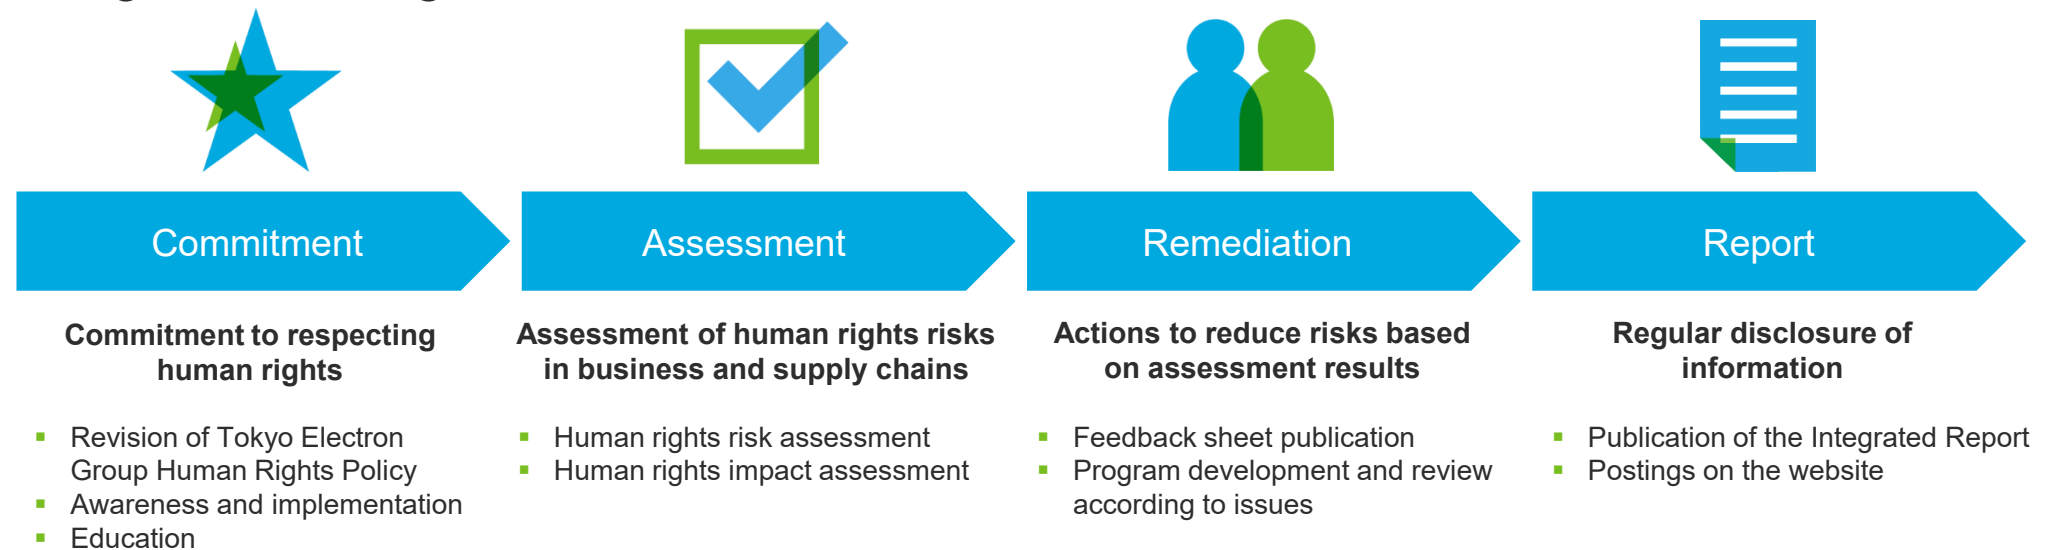 Commitment
Commitment to respecting
human rights
▪ Revision of Tokyo Electron
Group Human Rights Policy
▪ Awareness and implementation
▪ Education
Assessment
Assessment of human rights risks
in business and supply chains
▪ Human rights risk assessment
▪ Human rights impact assessment
Remediation
Actions to reduce risks based
on assessment results
▪ Feedback sheet publication
▪ Program development and review
according to issues
Report
Regular disclosure of
information
▪ Publication of the Integrated Report
▪ Postings on the website